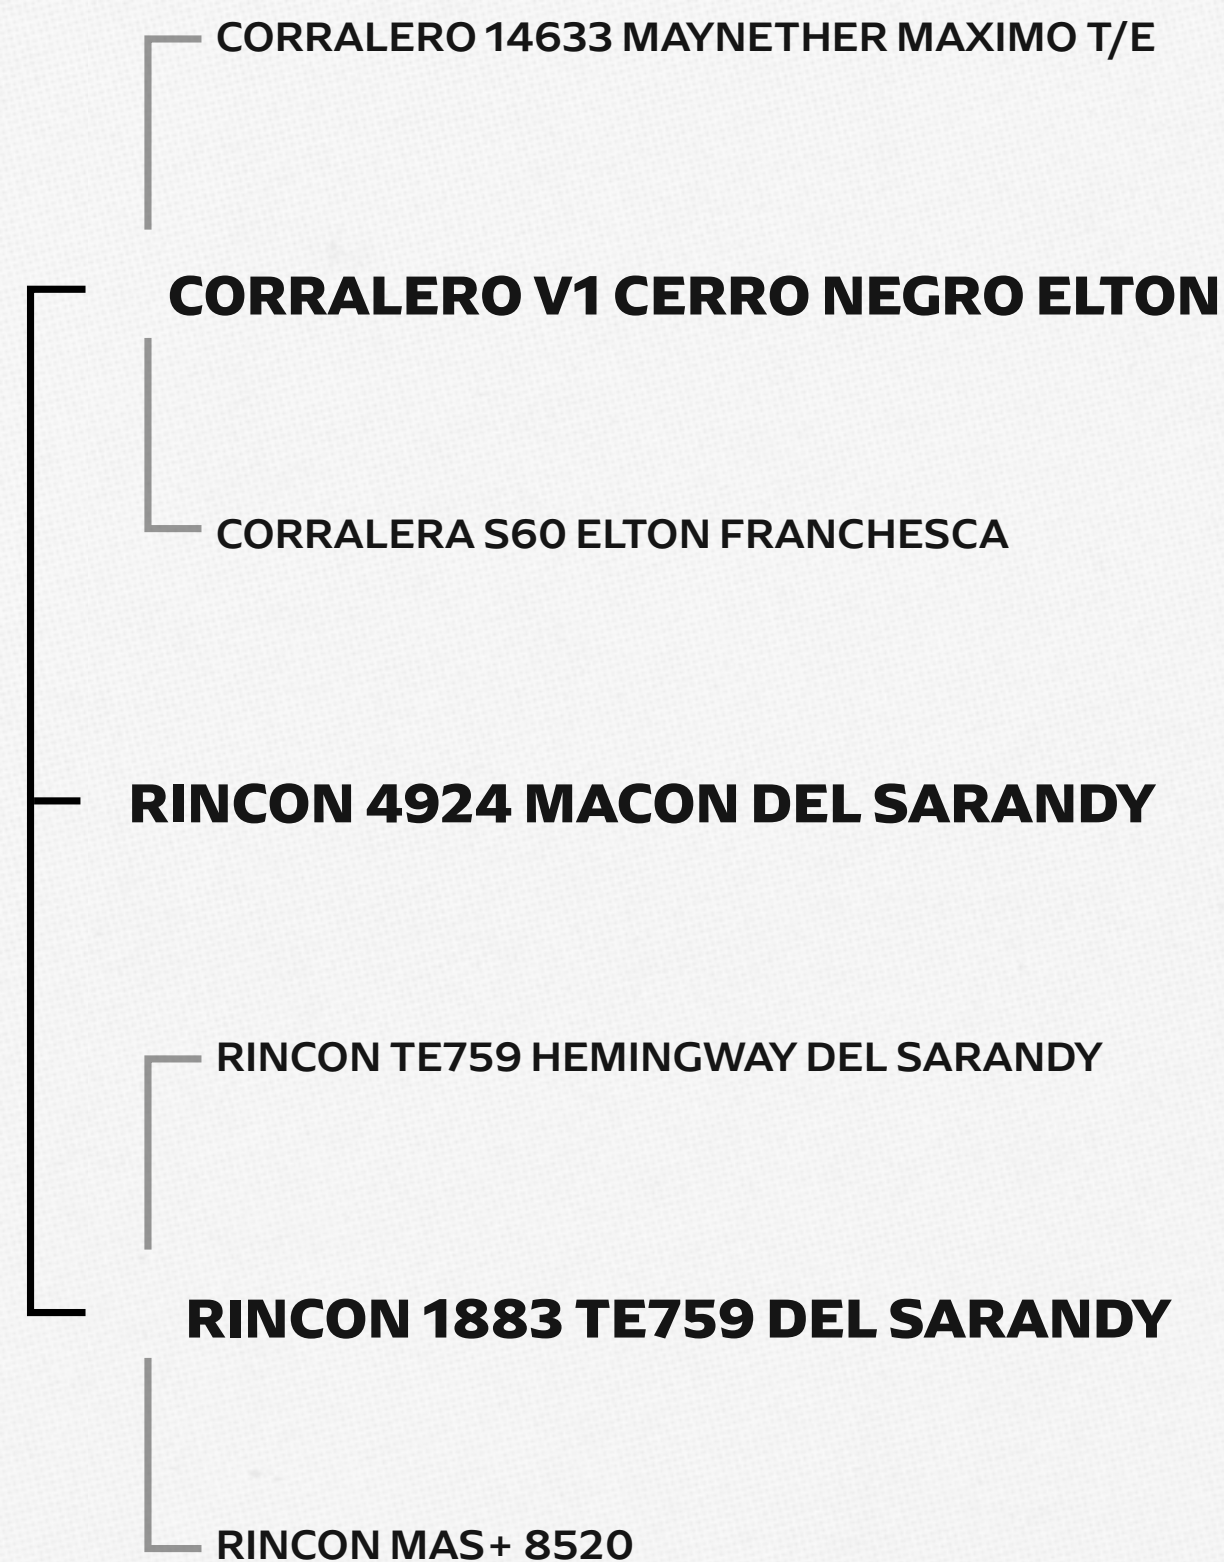 CORRALERO 14633 MAYNETHER MAXIMO T/E
CORRALERO V1 CERRO NEGRO ELTON
CORRALERA S60 ELTON FRANCHESCA
RINCON 4924 MACON DEL SARANDY
RINCON TE759 HEMINGWAY DEL SARANDY
RINCON 1883 TE759 DEL SARANDY
RINCON MAS+ 8520